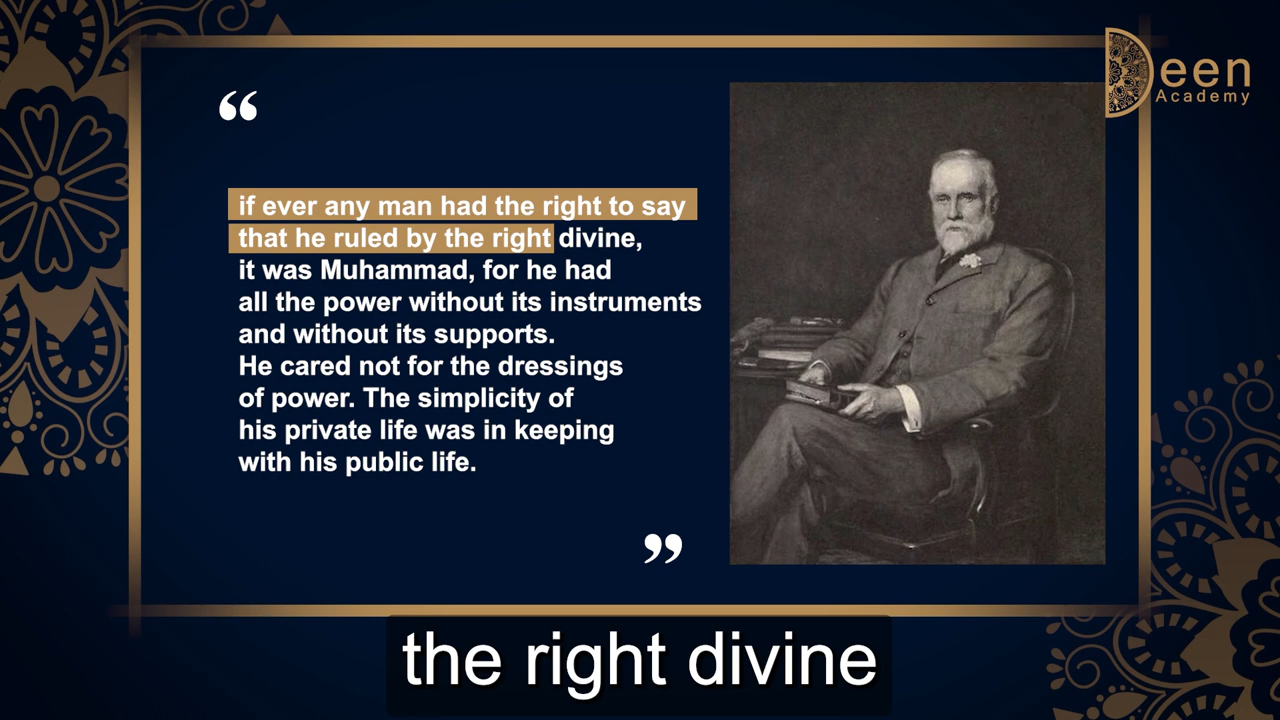 Deen
Academy
“
if ever any man had the right to say
that he ruled by the right divine,
it was Muhammad, for he had
all the power without its instruments
and without its supports.
He cared not for the dressings
of power. The simplicity of
his private life was in keeping
with his public life.
”
the right divine